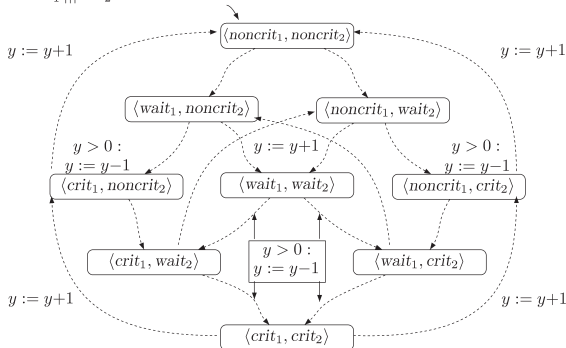 ⟨noncrit₁, noncrit₂⟩
y := y+1
y := y+1
⟨wait₁, noncrit₂⟩
⟨noncrit₁, wait₂⟩
y > 0 :
y := y−1
y := y+1
y > 0 :
y := y−1
⟨crit₁, noncrit₂⟩
⟨wait₁, wait₂⟩
⟨noncrit₁, crit₂⟩
⟨crit₁, wait₂⟩
y > 0 :
y := y−1
⟨wait₁, crit₂⟩
y := y+1
y := y+1
⟨crit₁, crit₂⟩